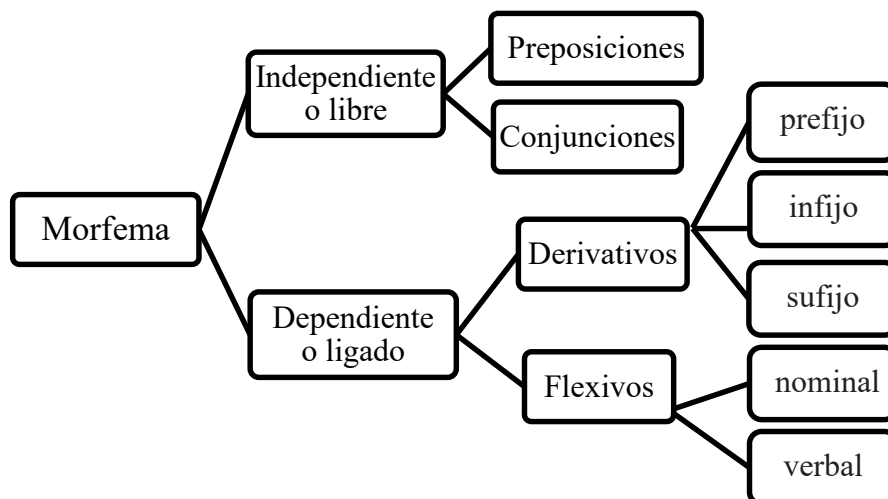 Morfema
Independiente
o libre
Preposiciones
Conjunciones
Dependiente
o ligado
Derivativos
prefijo
infijo
sufijo
Flexivos
nominal
verbal